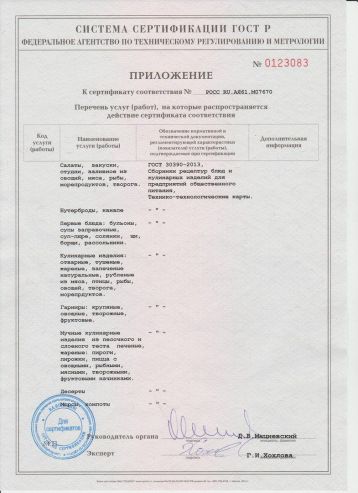 СИСТЕМА СЕРТИФИКАЦИИ ГОСТ Р
ФЕДЕРАЛЬНОЕ АГЕНТСТВО ПО ТЕХНИЧЕСКОМУ РЕГУЛИРОВАНИЮ И МЕТРОЛОГИИ
№ 0123083
ПРИЛОЖЕНИЕ
К сертификату соответствия № РОСС RU.АЯ61.М07670
Перечень услуг (работ), на которые распространяется
действие сертификата соответствия
Код услуги (работы)
Наименование услуги (работы)
Обозначение нормативной и технической документации, регламентирующей характеристики (показатели) услуги (работы), подтверждаемые при сертификации
Дополнительная информация
Салаты, закуски, ГОСТ 30390-2013,
студни, заливное из Сборники рецептур блюд и
овощей, мяса, рыбы, кулинарных изделий для
морепродуктов, творога. предприятий общественного
питания,
Технико-технологические карты.
Бутерброды, канапе - " -
Первые блюда: бульоны, - " -
супы заправочные,
суп-пюре, солянки, щи,
борщи, рассольники.
Кулинарные изделия: - " -
отварные, тушеные,
жареные, запеченные
натуральные, рубленые
из мяса, птицы, рыбы,
овощей, творога,
морепродуктов.
Гарниры: крупяные, - " -
овощные, творожные,
фруктовые
Мучные кулинарные - " -
изделия из песочного и
слоеного теста печеные,
жареные: пироги,
пирожки, пицца с
овощными, рыбными,
мясными, творожными,
фруктовыми начинками.
Десерты - " -
Морсы, компоты - " -
Для
сертификатов
Руководитель органа
Эксперт Г.И.Хохлова